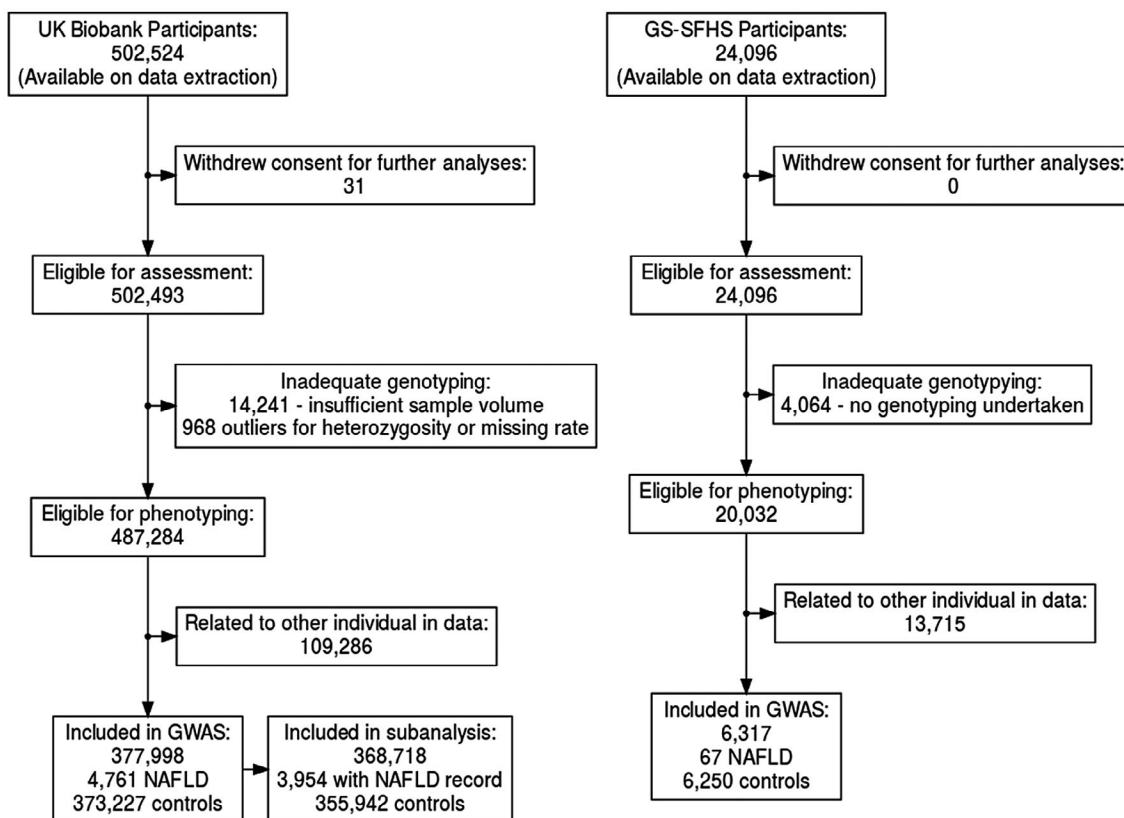 UK Biobank Participants:
502,524
(Available on data extraction)
Withdrew consent for further analyses:
31
Eligible for assessment:
502,493
Inadequate genotyping:
14,241 - insufficient sample volume
968 outliers for heterozygosity or missing rate
Eligible for phenotyping:
487,284
Related to other individual in data:
109,286
Included in GWAS:
377,998
4,761 NAFLD
373,227 controls
Included in subanalysis:
368,718
3,954 with NAFLD record
355,942 controls
GS-SFHS Participants:
24,096
(Available on data extraction)
Withdrew consent for further analyses:
0
Eligible for assessment:
24,096
Inadequate genotypying:
4,064 - no genotyping undertaken
Eligible for phenotyping:
20,032
Related to other individual in data:
13,715
Included in GWAS:
6,317
67 NAFLD
6,250 controls